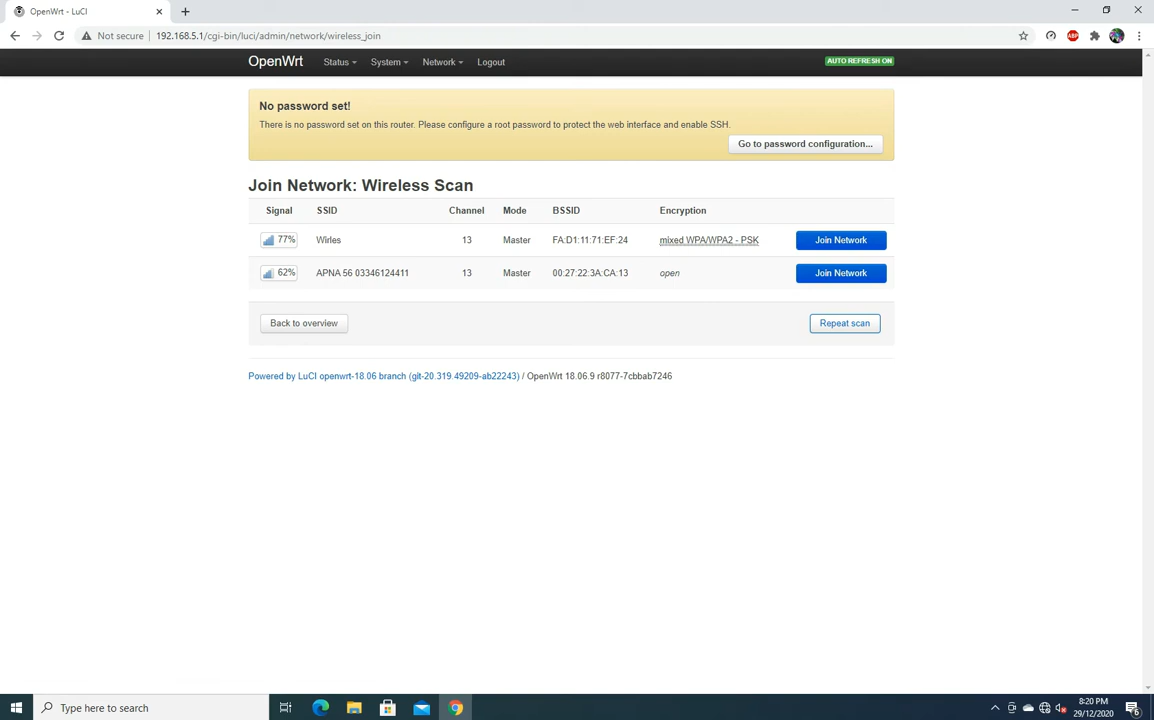 OpenWrt - LuCI
Not secure
192.168.5.1/cgi-bin/luci/admin/network/wireless_join
ABP
OpenWrt
Status
System
Network
Logout
AUTO REFRESH ON
No password set!
There is no password set on this router. Please configure a root password to protect the web interface and enable SSH.
Go to password configuration...
Join Network: Wireless Scan
Signal SSID Channel Mode BSSID Encryption
77% Wirles 13 Master FA:D1:11:71:EF:24 mixed WPA/WPA2 - PSK Join Network
62% APNA 56 03346124411 13 Master 00:27:22:3A:CA:13 open Join Network
Back to overview
Repeat scan
Powered by LuCI openwrt-18.06 branch (git-20.319.49209-ab22243) / OpenWrt 18.06.9 r8077-7cbbab7246
Type here to search
8:20 PM
29/12/2020
6